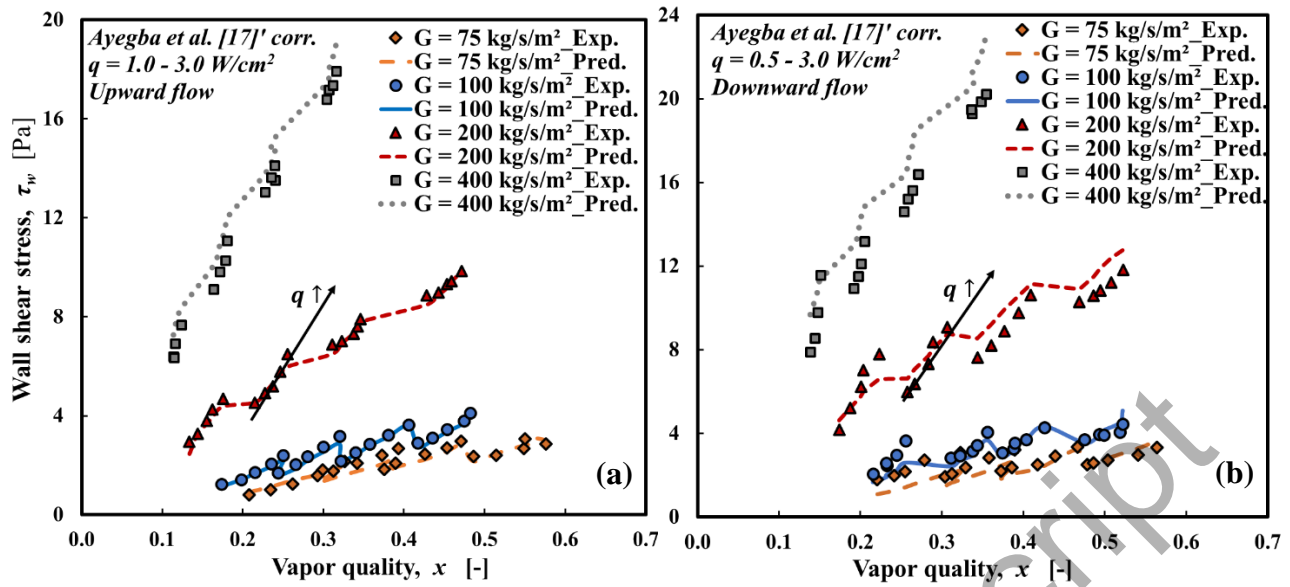 20
16
12
8
4
0
Wall shear stress, τw [Pa]
Ayegba et al. [17]' corr.
q = 1.0 - 3.0 W/cm²
Upward flow
G = 75 kg/s/m²_Exp.
G = 75 kg/s/m²_Pred.
G = 100 kg/s/m²_Exp.
G = 100 kg/s/m²_Pred.
G = 200 kg/s/m²_Exp.
G = 200 kg/s/m²_Pred.
G = 400 kg/s/m²_Exp.
G = 400 kg/s/m²_Pred.
q ↑
(a)
0.0 0.1 0.2 0.3 0.4 0.5 0.6 0.7
Vapor quality, x [-]
24
20
16
12
8
4
0
Ayegba et al. [17]' corr.
q = 0.5 - 3.0 W/cm²
Downward flow
G = 75 kg/s/m²_Exp.
G = 75 kg/s/m²_Pred.
G = 100 kg/s/m²_Exp.
G = 100 kg/s/m²_Pred.
G = 200 kg/s/m²_Exp.
G = 200 kg/s/m²_Pred.
G = 400 kg/s/m²_Exp.
G = 400 kg/s/m²_Pred.
q ↑
(b)
0.0 0.1 0.2 0.3 0.4 0.5 0.6 0.7
Vapor quality, x [-]
cript